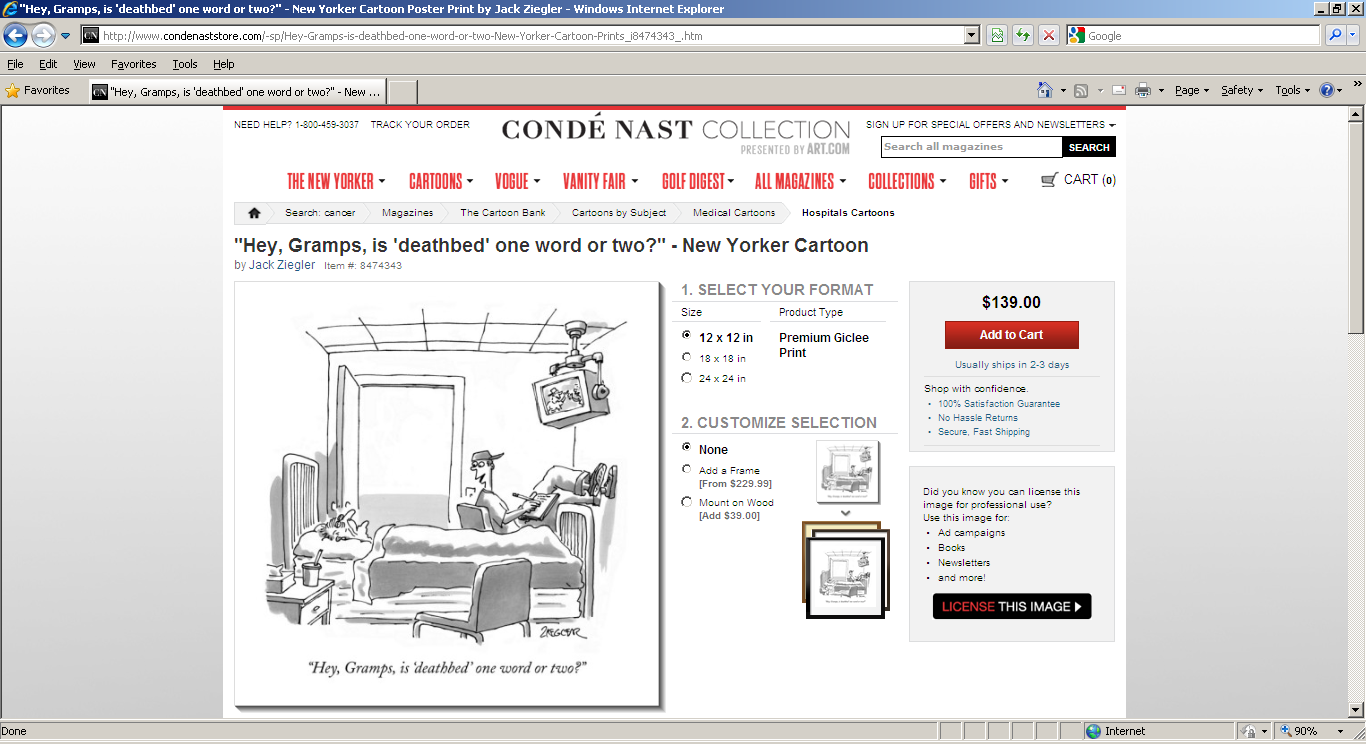 "Hey, Gramps, is 'deathbed' one word or two?" - New Yorker Cartoon Poster Print by Jack Ziegler - Windows Internet Explorer
CN http://www.condenaststore.com/-sp/Hey-Gramps-is-deathbed-one-word-or-two-New-Yorker-Cartoon-Prints_i8474343_.htm Google
File Edit View Favorites Tools Help
Favorites CN "Hey, Gramps, is 'deathbed' one word or two?" - New ... Page Safety Tools
NEED HELP? 1-800-459-3037 TRACK YOUR ORDER
CONDÉ NAST COLLECTION
PRESENTED BY ART.COM
SIGN UP FOR SPECIAL OFFERS AND NEWSLETTERS
Search all magazines SEARCH
THE NEW YORKER CARTOONS VOGUE VANITY FAIR GOLF DIGEST ALL MAGAZINES COLLECTIONS GIFTS CART (0)
Search: cancer Magazines The Cartoon Bank Cartoons by Subject Medical Cartoons Hospitals Cartoons
"Hey, Gramps, is 'deathbed' one word or two?" - New Yorker Cartoon
by Jack Ziegler Item #: 8474343
ZIEGLER
"Hey, Gramps, is 'deathbed' one word or two?"
1. SELECT YOUR FORMAT
Size Product Type
12 x 12 in Premium Giclee Print
18 x 18 in
24 x 24 in
2. CUSTOMIZE SELECTION
None
Add a Frame
[From $229.99]
Mount on Wood
[Add $39.00]
$139.00
Add to Cart
Usually ships in 2-3 days
Shop with confidence.
• 100% Satisfaction Guarantee
• No Hassle Returns
• Secure, Fast Shipping
Did you know you can license this
image for professional use?
Use this image for:
• Ad campaigns
• Books
• Newsletters
• and more!
LICENSE THIS IMAGE
Done Internet 90%